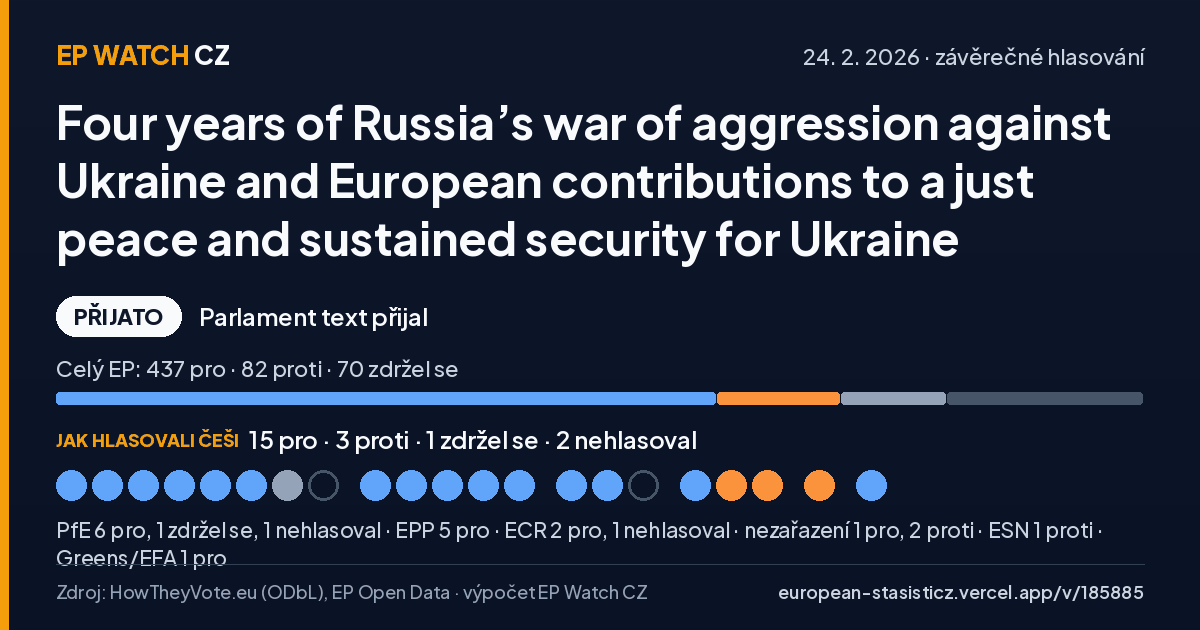 EP WATCH CZ
24. 2. 2026 · závěrečné hlasování
Four years of Russia’s war of aggression against
Ukraine and European contributions to a just
peace and sustained security for Ukraine
PŘIJATO Parlament text přijal
Celý EP: 437 pro · 82 proti · 70 zdržel se
JAK HLASOVALI ČEŠI 15 pro · 3 proti · 1 zdržel se · 2 nehlasoval
PfE 6 pro, 1 zdržel se, 1 nehlasoval · EPP 5 pro · ECR 2 pro, 1 nehlasoval · nezařazení 1 pro, 2 proti · ESN 1 proti ·
Greens/EFA 1 pro
Zdroj: HowTheyVote.eu (ODbL), EP Open Data · výpočet EP Watch CZ
european-stasisticz.vercel.app/v/185885